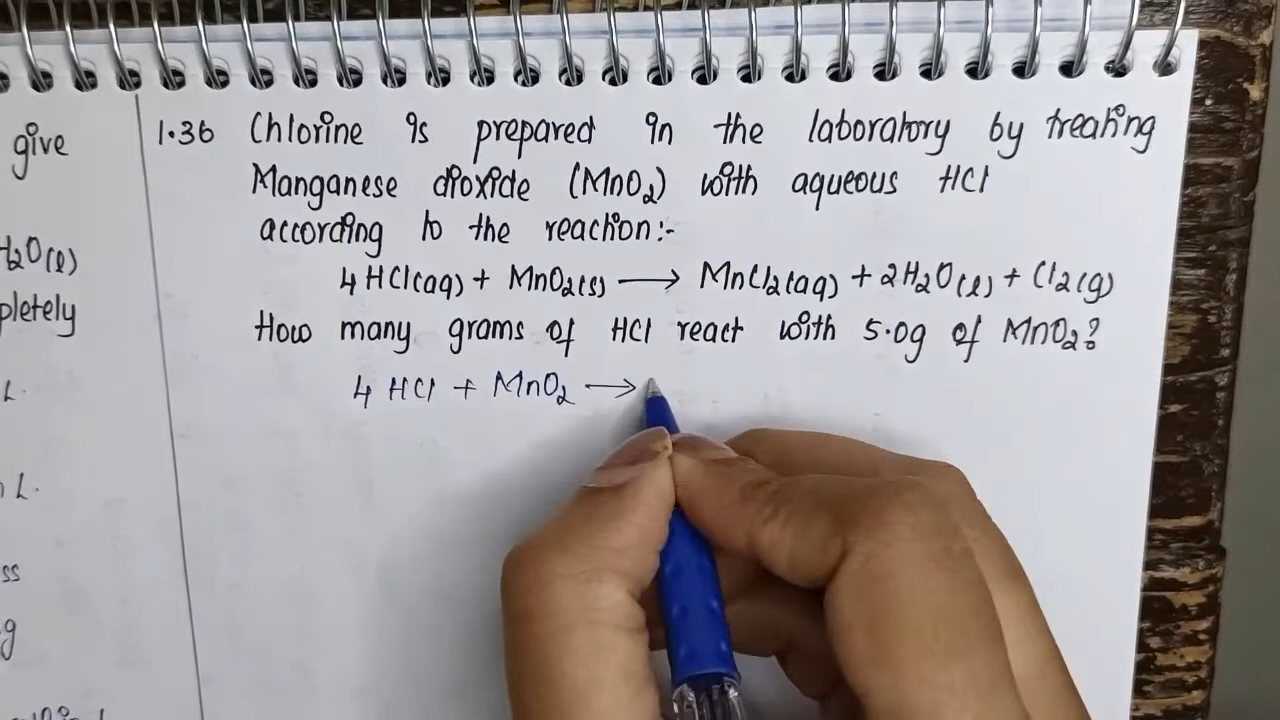 give
H2O(l)
pletely
L.
L.
ss
g
1.36 Chlorine is prepared in the laboratory by treating
Manganese dioxide (MnO2) with aqueous HCl
according to the reaction:-
4HCl(aq) + MnO2(s) ⟶ MnCl2(aq) + 2H2O(l) + Cl2(g)
How many grams of HCl react with 5.0g of MnO2?
4 HCl + MnO2 ⟶